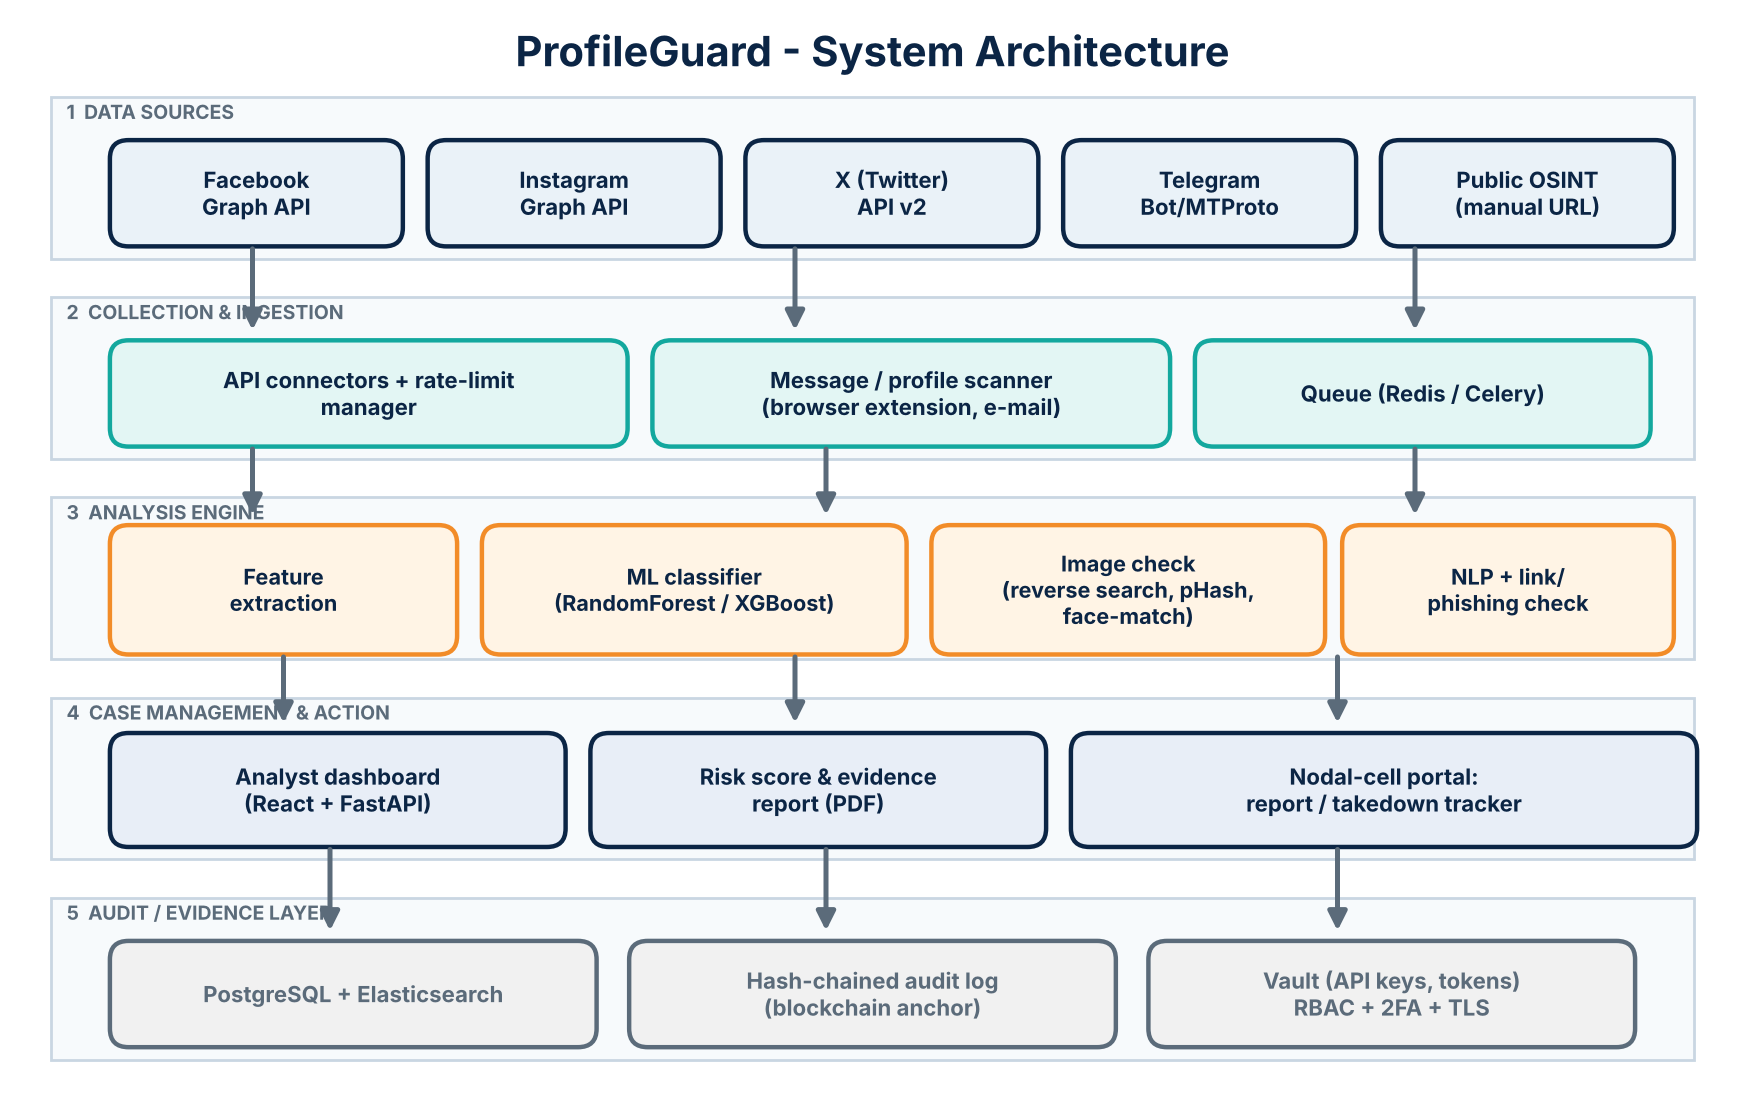 ProfileGuard - System Architecture
1 DATA SOURCES
Facebook
Graph API
Instagram
Graph API
X (Twitter)
API v2
Telegram
Bot/MTProto
Public OSINT
(manual URL)
2 COLLECTION & INGESTION
API connectors + rate-limit
manager
Message / profile scanner
(browser extension, e-mail)
Queue (Redis / Celery)
3 ANALYSIS ENGINE
Feature
extraction
ML classifier
(RandomForest / XGBoost)
Image check
(reverse search, pHash,
face-match)
NLP + link/
phishing check
4 CASE MANAGEMENT & ACTION
Analyst dashboard
(React + FastAPI)
Risk score & evidence
report (PDF)
Nodal-cell portal:
report / takedown tracker
5 AUDIT / EVIDENCE LAYER
PostgreSQL + Elasticsearch
Hash-chained audit log
(blockchain anchor)
Vault (API keys, tokens)
RBAC + 2FA + TLS